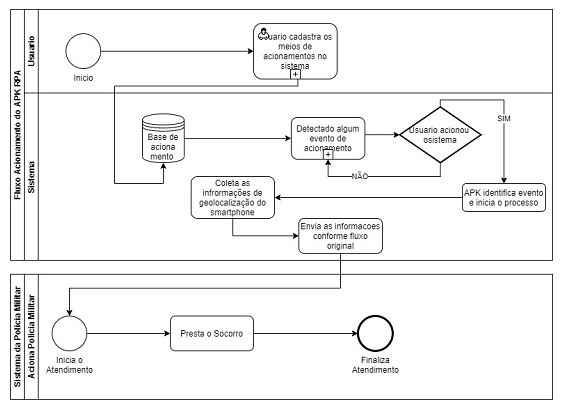 Fluxo Acionamento do APK RPA
Usuario
Inicio
Usuario cadastra os
meios de
acionamentos no
sistema
Sistema
Base de
aciona
mento
Detectado algum
evento de
acionamento
Usuario acionou
osistema
SIM
NÃO
APK identifica evento
e inicia o processo
Coleta as
infrormações de
geolocalização do
smartphone
Envia as informacoes
conforme fluxo
original
Sistema da Policia Militar
Aciona Policia Militar
Inicia o
Atendimento
Presta o Socorro
Finaliza
Atendimento